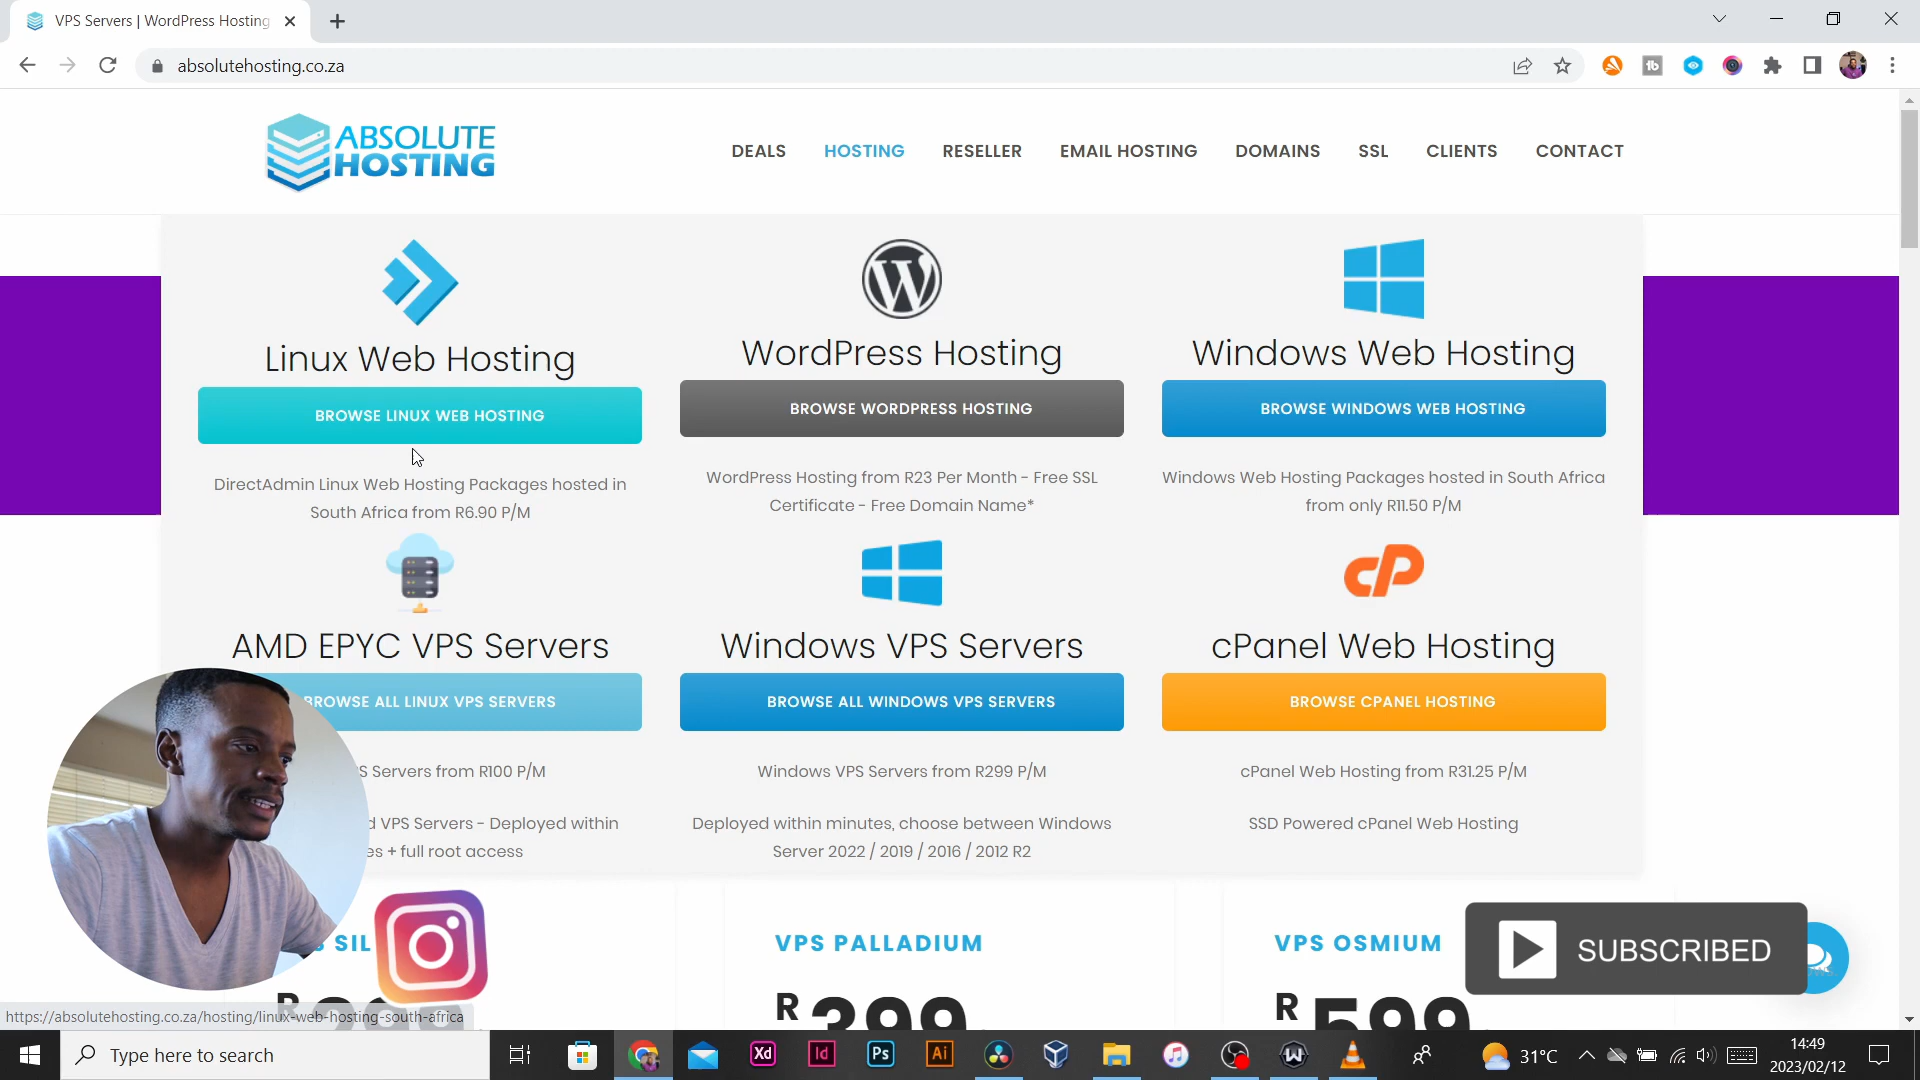 VPS Servers | WordPress Hosting
absolutehosting.co.za
ABSOLUTE
HOSTING
DEALS
HOSTING
RESELLER
EMAIL HOSTING
DOMAINS
SSL
CLIENTS
CONTACT
Linux Web Hosting
BROWSE LINUX WEB HOSTING
DirectAdmin Linux Web Hosting Packages hosted in
South Africa from R6.90 P/M
WordPress Hosting
BROWSE WORDPRESS HOSTING
WordPress Hosting from R23 Per Month - Free SSL
Certificate - Free Domain Name*
Windows Web Hosting
BROWSE WINDOWS WEB HOSTING
Windows Web Hosting Packages hosted in South Africa
from only R11.50 P/M
AMD EPYC VPS Servers
BROWSE ALL LINUX VPS SERVERS
Servers from R100 P/M
VPS Servers - Deployed within
+ full root access
Windows VPS Servers
BROWSE ALL WINDOWS VPS SERVERS
Windows VPS Servers from R299 P/M
Deployed within minutes, choose between Windows
Server 2022 / 2019 / 2016 / 2012 R2
cP
cPanel Web Hosting
BROWSE CPANEL HOSTING
cPanel Web Hosting from R31.25 P/M
SSD Powered cPanel Web Hosting
VPS PALLADIUM
R 399
VPS OSMIUM
R 599
SUBSCRIBED
https://absolutehosting.co.za/hosting/linux-web-hosting-south-africa
Type here to search
Xd
Id
Ps
Ai
31°C
14:49
2023/02/12